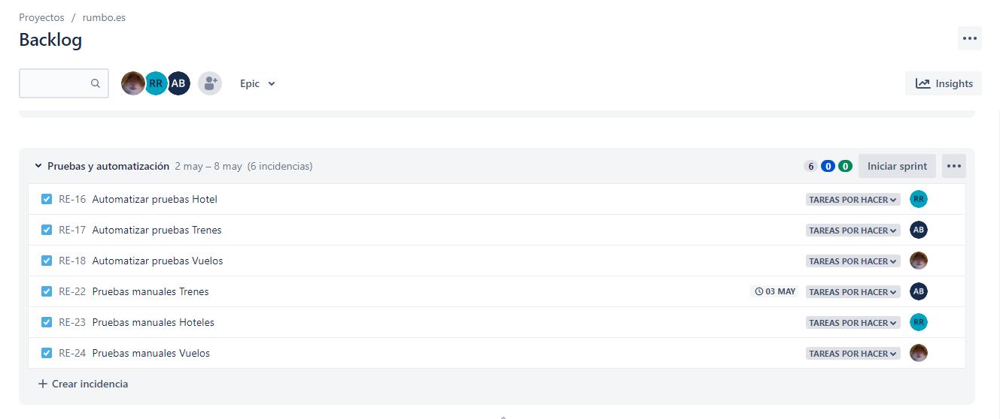 Proyectos / rumbo.es
Backlog
RR AB Epic Insights
Pruebas y automatización 2 may – 8 may (6 incidencias) 6 0 0 Iniciar sprint
RE-16 Automatizar pruebas Hotel TAREAS POR HACER RR
RE-17 Automatizar pruebas Trenes TAREAS POR HACER AB
RE-18 Automatizar pruebas Vuelos TAREAS POR HACER
RE-22 Pruebas manuales Trenes 03 MAY TAREAS POR HACER AB
RE-23 Pruebas manuales Hoteles TAREAS POR HACER RR
RE-24 Pruebas manuales Vuelos TAREAS POR HACER
+ Crear incidencia